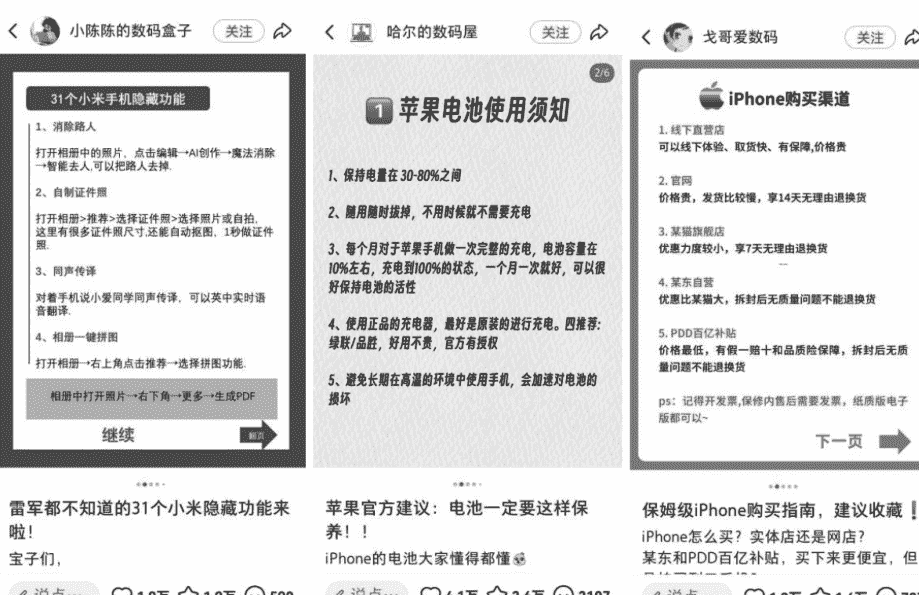 小陈陈的数码盒子
关注
31个小米手机隐藏功能
1、消除路人
打开相册中的照片，点击编辑→AI创作→魔法消除
→智能去人,可以把路人去掉.
2、自制证件照
打开相册>推荐>选择证件照>选择照片或自拍,
这里有很多证件照尺寸,还能自动抠图，1秒做证件
照.
3、同声传译
对着手机说小爱同学同声传译，可以英中实时语
音翻译.
4、相册一键拼图
打开相册→右上角点击推荐→选择拼图功能.
相册中打开照片→右下角→更多→生成PDF
继续
翻页
雷军都不知道的31个小米隐藏功能来
啦！
宝子们，
哈尔的数码屋
关注
2/6
1 苹果电池使用须知
1、保持电量在 30-80%之间
2、随用随时拔掉，不用时候就不需要充电
3、每个月对于苹果手机做一次完整的充电，电池容量在
10%左右，充电到100%的状态，一个月一次就好，可以很
好保持电池的活性
4、使用正品的充电器，最好是原装的进行充电。四推荐:
绿联/品胜，好用不贵，官方有授权
5、避免长期在高温的环境中使用手机，会加速对电池的
损坏
苹果官方建议：电池一定要这样保
养！！
iPhone的电池大家懂得都懂
戈哥爱数码
关注
iPhone购买渠道
1. 线下直营店
可以线下体验、取货快、有保障,价格贵
2. 官网
价格贵，发货比较慢，享14天无理由退换货
3. 某猫旗舰店
优惠力度较小，享7天无理由退换货
4. 某东自营
优惠比某猫大，拆封后无质量问题不能退换货
5. PDD百亿补贴
价格最低，有假一赔十和品质险保障，拆封后无质
量问题不能退换货
ps：记得开发票,保修内售后需要发票，纸质版电子
版都可以~
下一页
保姆级iPhone购买指南，建议收藏❗
iPhone怎么买？实体店还是网店？
某东和PDD百亿补贴，买下来更便宜，但